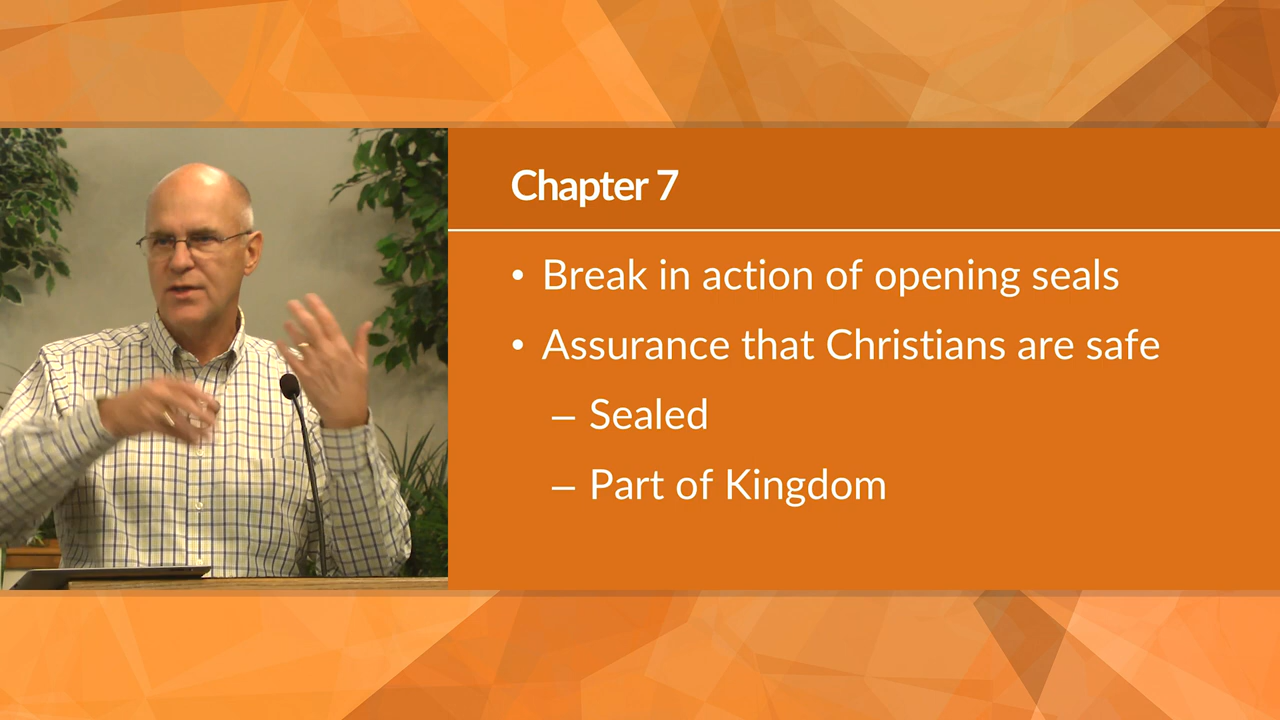 Chapter 7
• Break in action of opening seals
• Assurance that Christians are safe
– Sealed
– Part of Kingdom